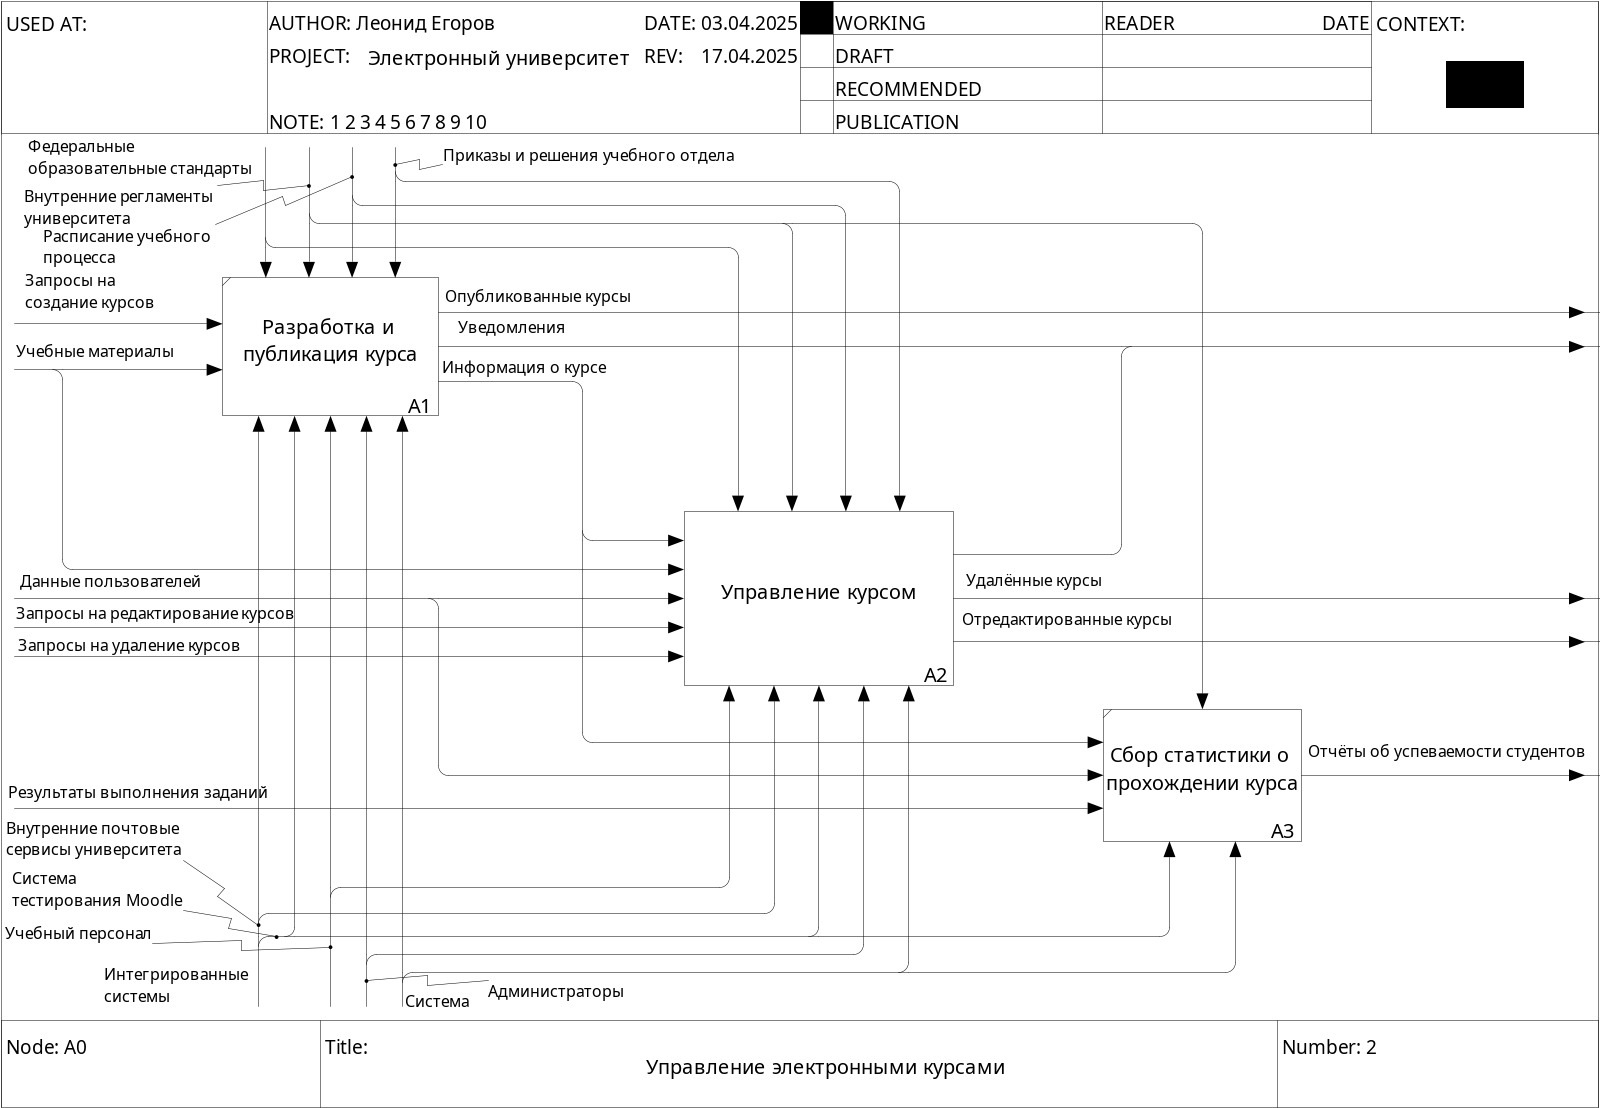 USED AT:
AUTHOR: Леонид Егоров
DATE: 03.04.2025
PROJECT: Электронный университет
REV: 17.04.2025
NOTE: 1 2 3 4 5 6 7 8 9 10
WORKING
DRAFT
RECOMMENDED
PUBLICATION
READER
DATE
CONTEXT:
Федеральные
образовательные стандарты
Приказы и решения учебного отдела
Внутренние регламенты
университета
Расписание учебного
процесса
Запросы на
создание курсов
Учебные материалы
Разработка и
публикация курса
A1
Опубликованные курсы
Уведомления
Информация о курсе
Данные пользователей
Запросы на редактирование курсов
Запросы на удаление курсов
Управление курсом
A2
Удалённые курсы
Отредактированные курсы
Сбор статистики о
прохождении курса
A3
Отчёты об успеваемости студентов
Результаты выполнения заданий
Внутренние почтовые
сервисы университета
Система
тестирования Moodle
Учебный персонал
Интегрированные
системы
Система
Администраторы
Node: A0
Title:
Управление электронными курсами
Number: 2